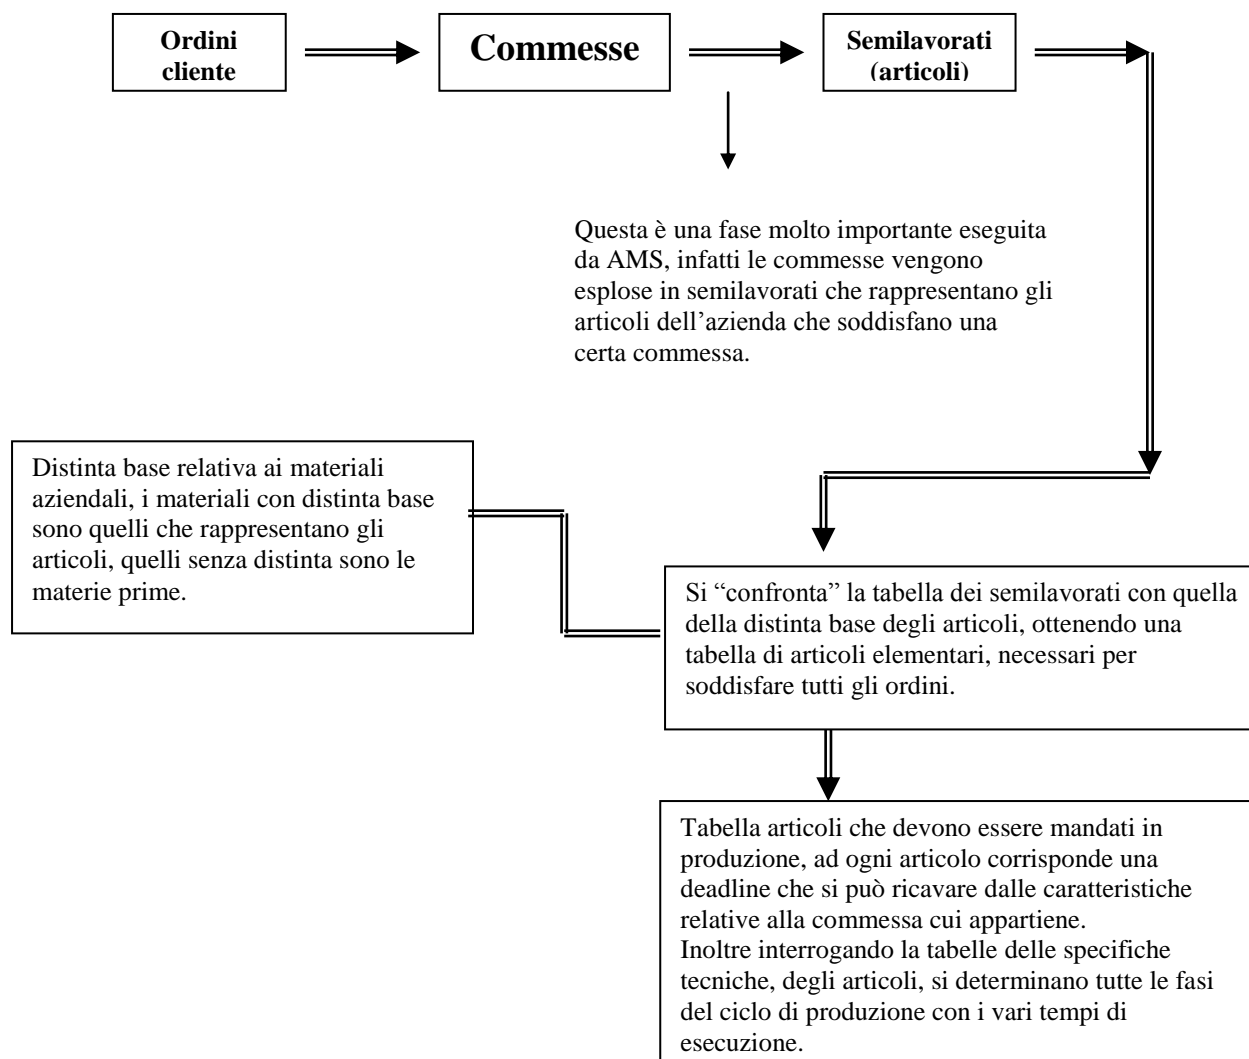 Ordini
cliente
Commesse
Semilavorati
(articoli)
Questa è una fase molto importante eseguita
da AMS, infatti le commesse vengono
esplose in semilavorati che rappresentano gli
articoli dell’azienda che soddisfano una
certa commessa.
Distinta base relativa ai materiali
aziendali, i materiali con distinta base
sono quelli che rappresentano gli
articoli, quelli senza distinta sono le
materie prime.
Si “confronta” la tabella dei semilavorati con quella
della distinta base degli articoli, ottenendo una
tabella di articoli elementari, necessari per
soddisfare tutti gli ordini.
Tabella articoli che devono essere mandati in
produzione, ad ogni articolo corrisponde una
deadline che si può ricavare dalle caratteristiche
relative alla commessa cui appartiene.
Inoltre interrogando la tabelle delle specifiche
tecniche, degli articoli, si determinano tutte le fasi
del ciclo di produzione con i vari tempi di
esecuzione.